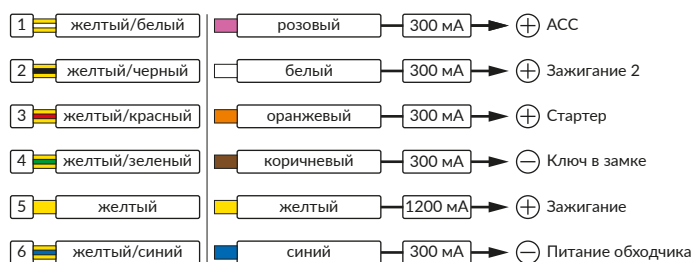 1 желтый/белый розовый 300 мА + АСС
2 желтый/черный белый 300 мА + Зажигание 2
3 желтый/красный оранжевый 300 мА + Стартер
4 желтый/зеленый коричневый 300 мА − Ключ в замке
5 желтый желтый 1200 мА + Зажигание
6 желтый/синий синий 300 мА − Питание обходчика